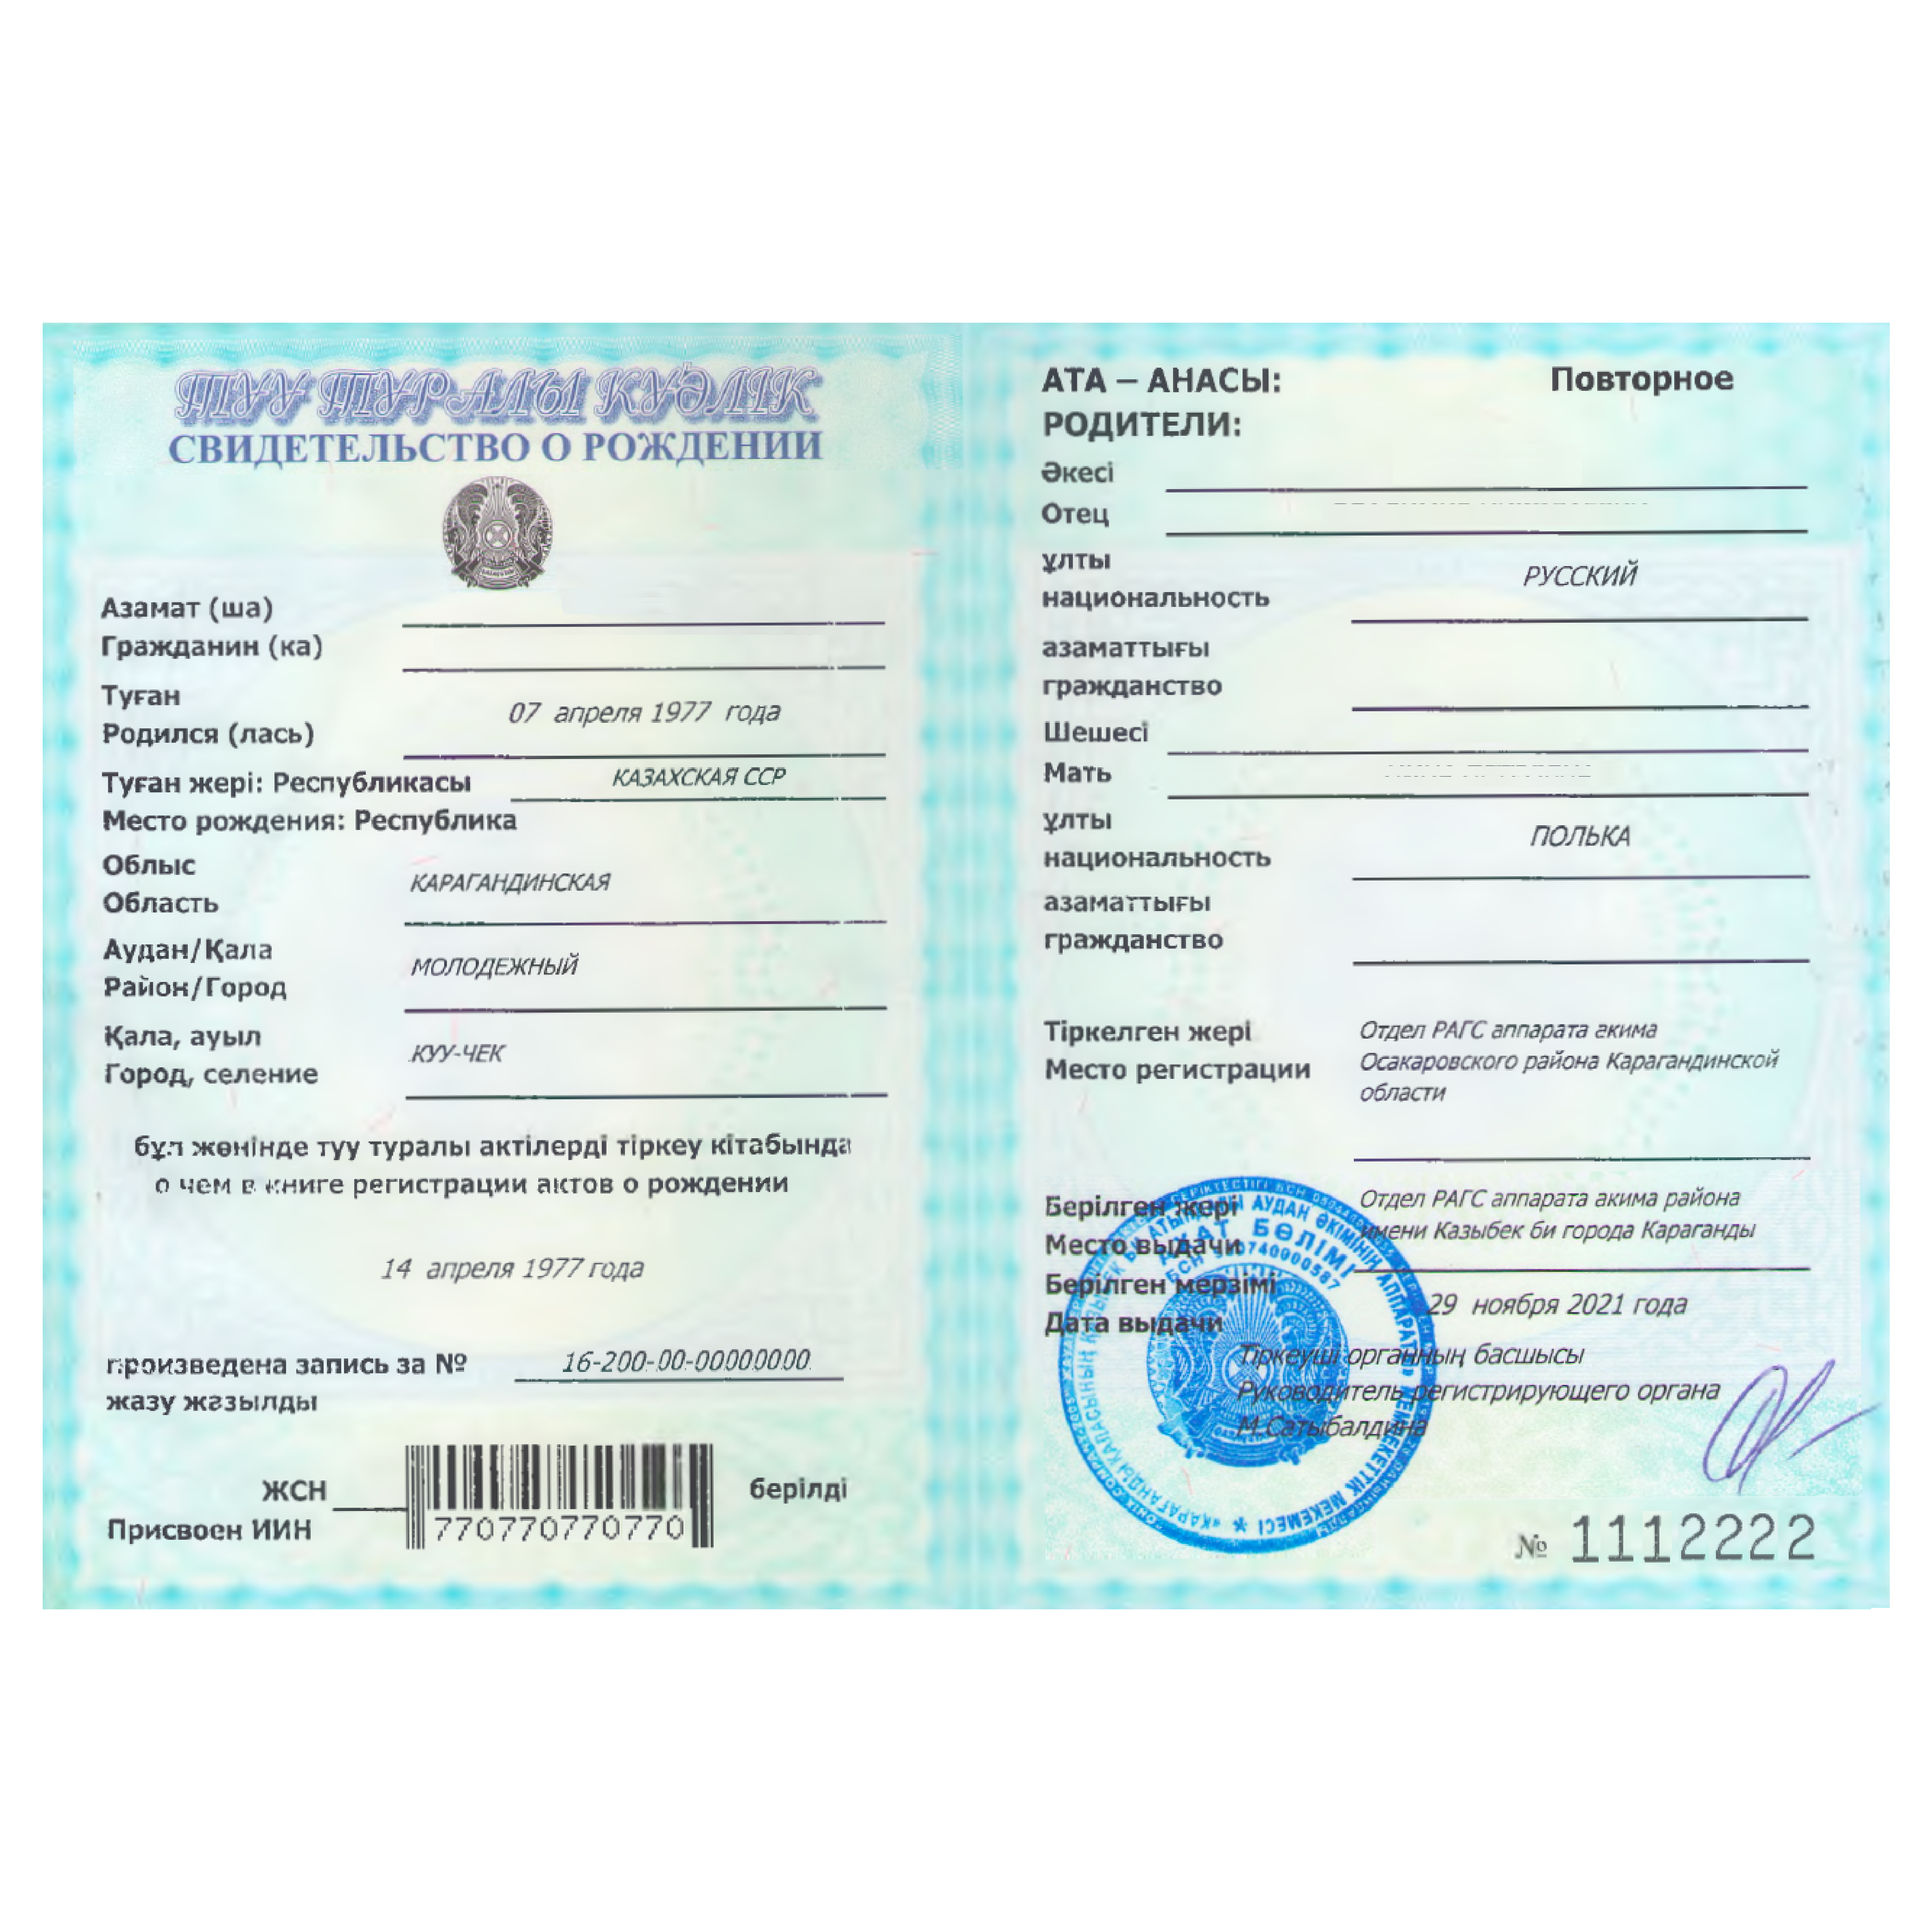 ТУУ ТУРАЛЫ КУӘЛІК
СВИДЕТЕЛЬСТВО О РОЖДЕНИИ
Азамат (ша)
Гражданин (ка)
Туған
07 апреля 1977 года
Родился (лась)
Туған жері: Республикасы КАЗАХСКАЯ ССР
Место рождения: Республика
Облыс
КАРАГАНДИНСКАЯ
Область
Аудан/Қала
МОЛОДЕЖНЫЙ
Район/Город
Қала, ауыл
КУУ-ЧЕК
Город, селение
бұл жөнінде туу туралы актілерді тіркеу кітабында
о чем в книге регистрации актов о рождении
14 апреля 1977 года
произведена запись за № 16-200-00-00000000
жазу жазылды
ЖСН берілді
Присвоен ИИН 770770770770
АТА – АНАСЫ: Повторное
РОДИТЕЛИ:
Әкесі
Отец
ұлты
РУССКИЙ
национальность
азаматтығы
гражданство
Шешесі
Мать
ұлты
ПОЛЬКА
национальность
азаматтығы
гражданство
Тіркелген жері Отдел РАГС аппарата акима
Место регистрации Осакаровского района Карагандинской
области
Берілген жері Отдел РАГС аппарата акима района
Место выдачи имени Казыбек би города Караганды
Берілген мерзімі
Дата выдачи 29 ноября 2021 года
Тіркеуші органның басшысы
Руководитель регистрирующего органа
М.Сатыбалдина
АУДАН ӘКІМІНІҢ АППАРАТЫ
МЕМЛЕКЕТТІК МЕКЕМЕСІ
БӨЛІМІ
№ 1112222